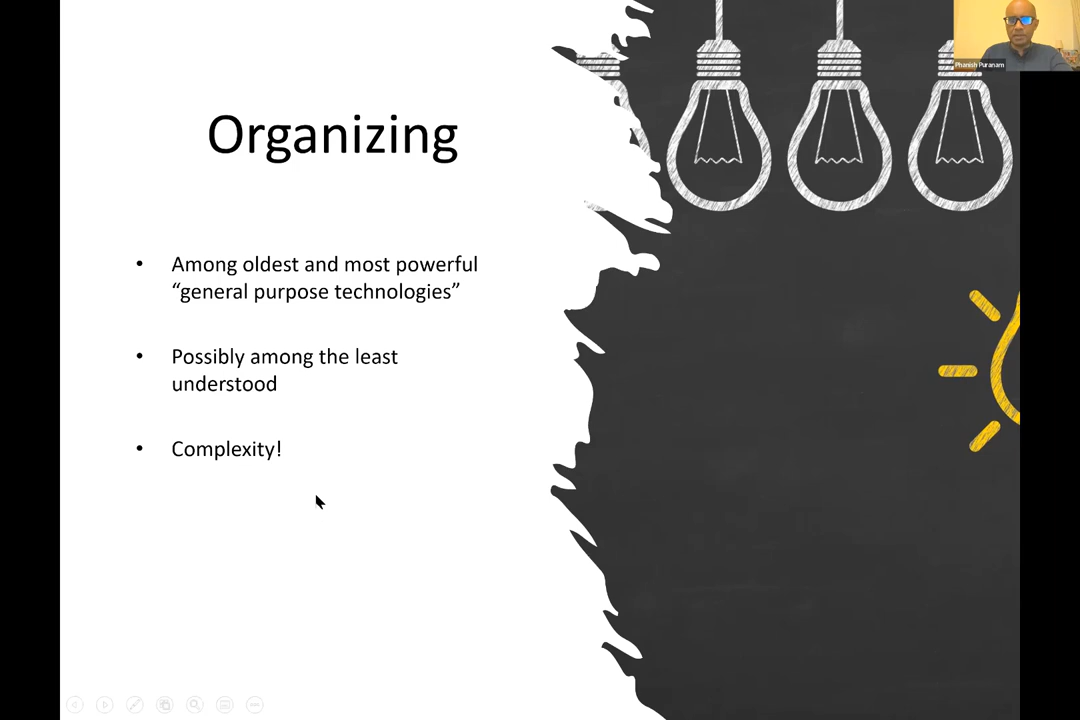 Phanish Puranam
Organizing
• Among oldest and most powerful
“general purpose technologies”
• Possibly among the least
understood
• Complexity!